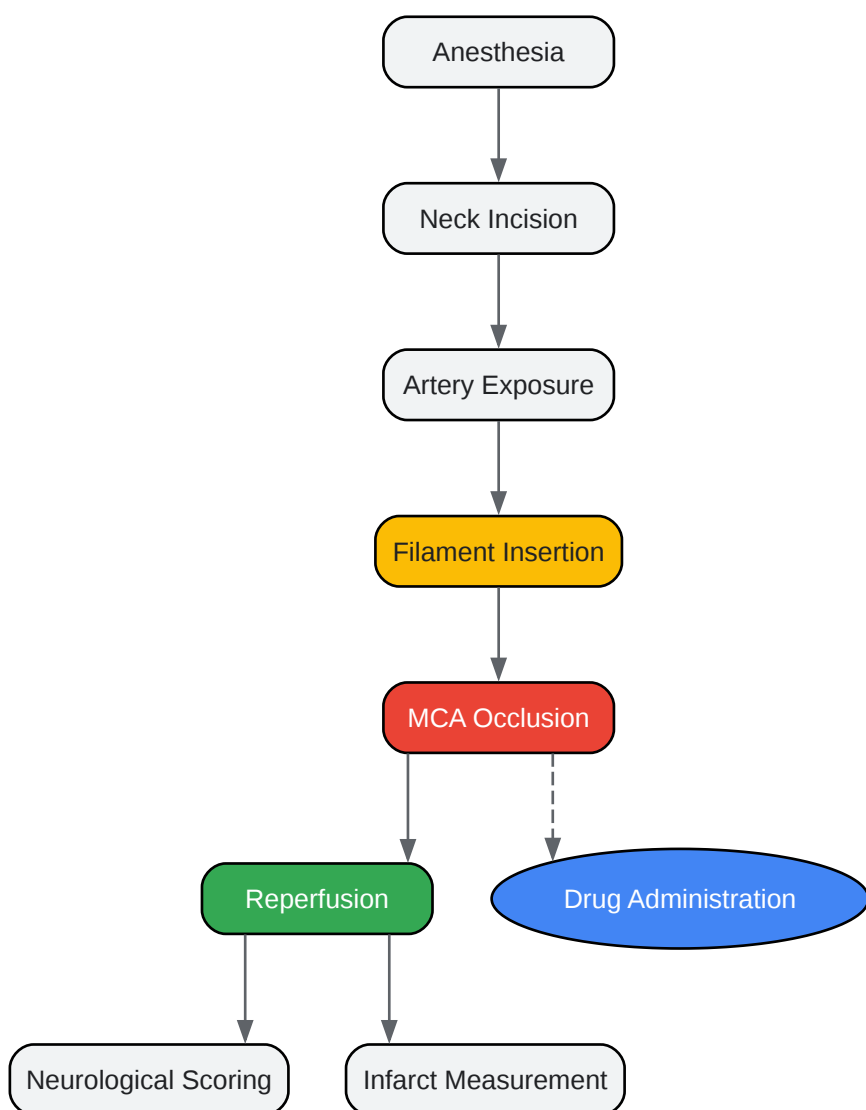 Anesthesia
Neck Incision
Artery Exposure
Filament Insertion
MCA Occlusion
Reperfusion
Drug Administration
Neurological Scoring
Infarct Measurement